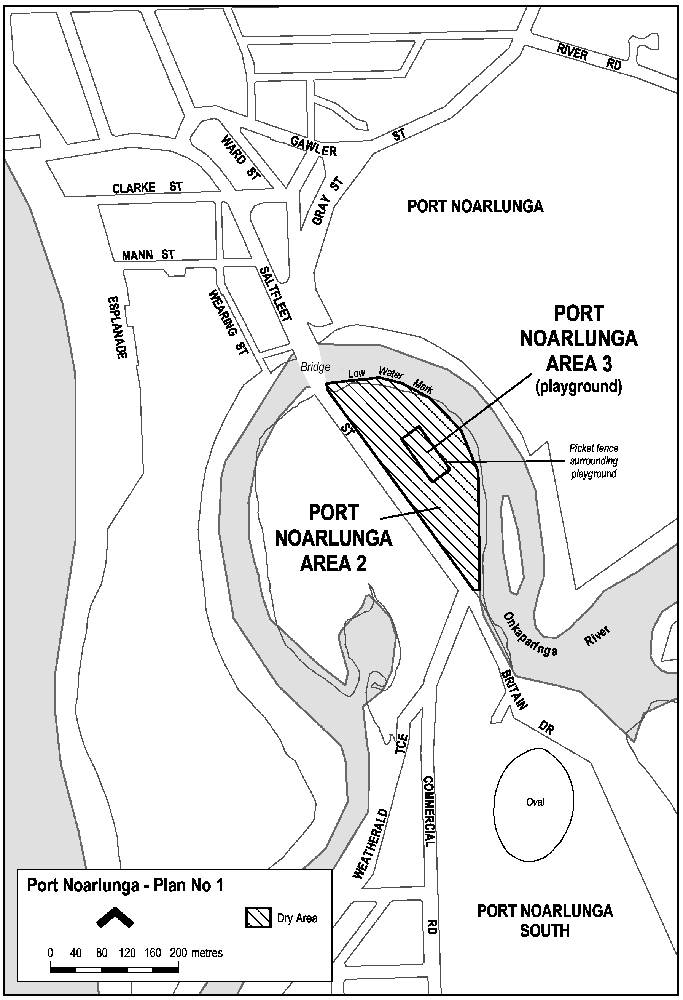 RIVER RD
GAWLER ST
WARD ST
CLARKE ST
GRAY ST
PORT NOARLUNGA
MANN ST
SALTFLEET ST
WEARING ST
ESPLANADE
PORT
NOARLUNGA
AREA 3
(playground)
Bridge
Low Water Mark
Picket fence
surrounding
playground
PORT
NOARLUNGA
AREA 2
Onkaparinga River
BRITAIN DR
WEATHERALD TCE
COMMERCIAL RD
Oval
PORT NOARLUNGA
SOUTH
Port Noarlunga - Plan No 1
Dry Area
0 40 80 120 160 200 metres